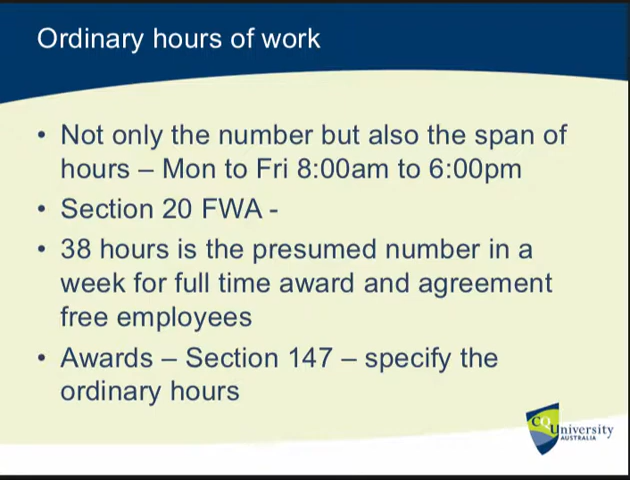 Ordinary hours of work
• Not only the number but also the span of
hours – Mon to Fri 8:00am to 6:00pm
• Section 20 FWA -
• 38 hours is the presumed number in a
week for full time award and agreement
free employees
• Awards – Section 147 – specify the
ordinary hours
CQUniversity
AUSTRALIA